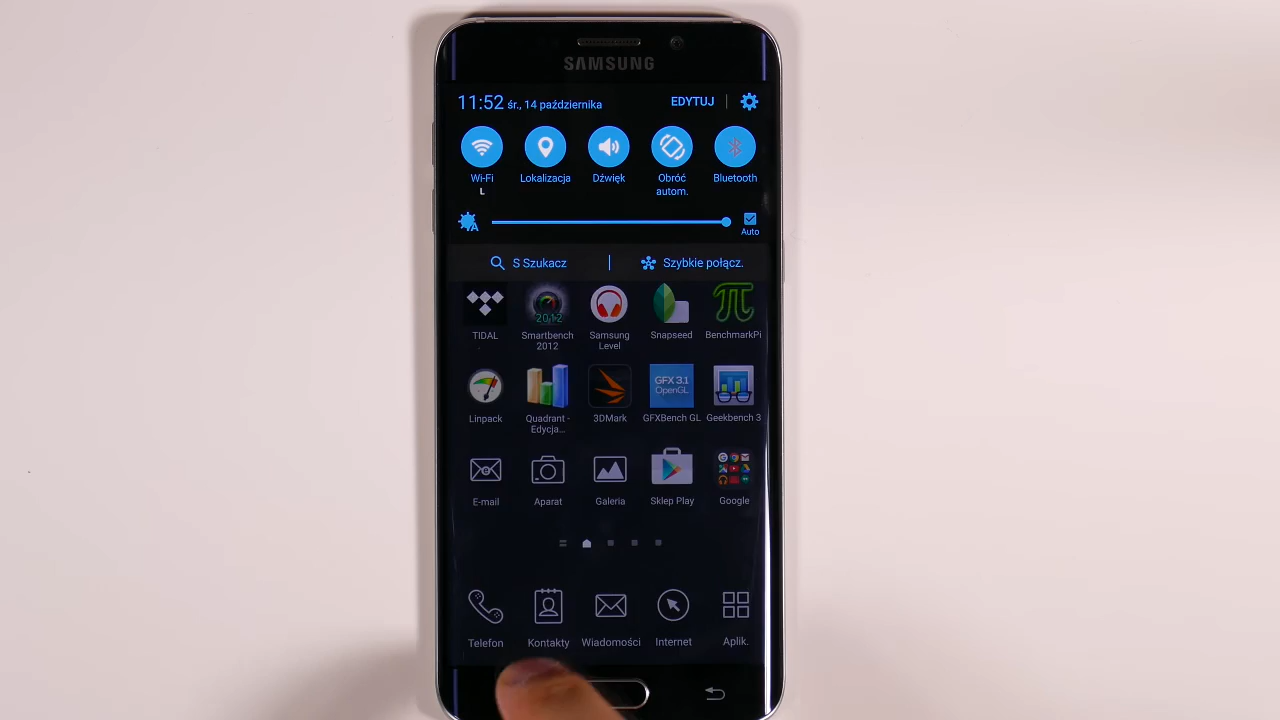 SAMSUNG
11:52 śr., 14 października EDYTUJ
Wi-Fi Lokalizacja Dźwięk Obróć autom. Bluetooth
L
A
Auto
S Szukacz Szybkie połącz.
2012
GFX 3.1
OpenGL
TIDAL Smartbench 2012 Samsung Level Snapseed BenchmarkPi
Linpack Quadrant - Edycja... 3DMark GFXBench GL Geekbench 3
E-mail Aparat Galeria Sklep Play Google
Telefon Kontakty Wiadomości Internet Aplik.